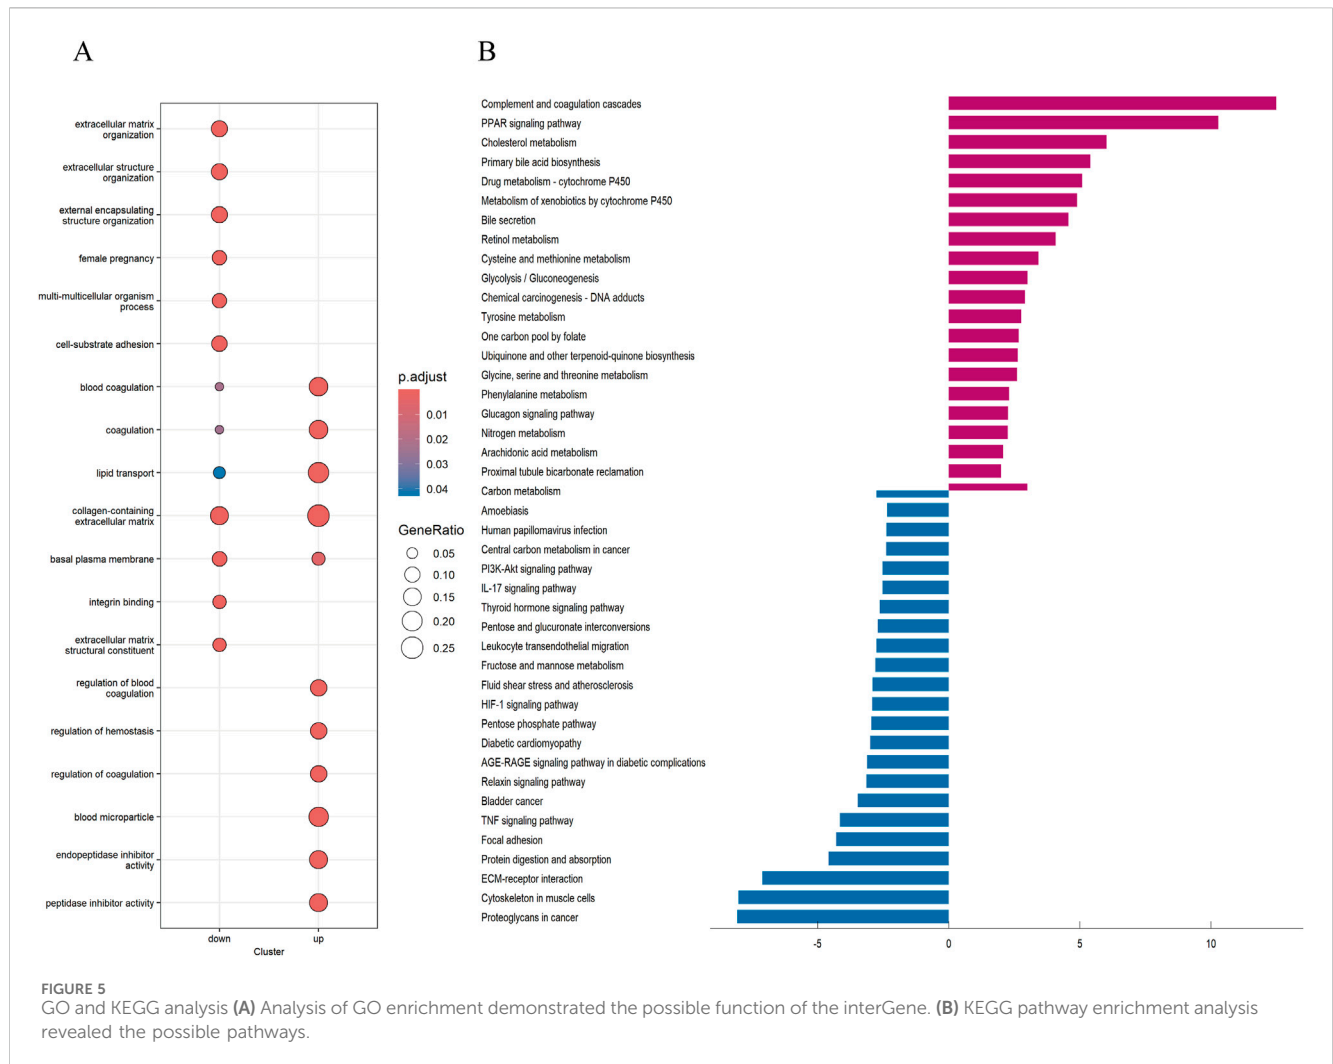 A
B
extracellular matrix
organization
extracellular structure
organization
external encapsulating
structure organization
female pregnancy
multi-multicellular organism
process
cell-substrate adhesion
blood coagulation
coagulation
lipid transport
collagen-containing
extracellular matrix
basal plasma membrane
integrin binding
extracellular matrix
structural constituent
regulation of blood
coagulation
regulation of hemostasis
regulation of coagulation
blood microparticle
endopeptidase inhibitor
activity
peptidase inhibitor activity
down
up
Cluster
p.adjust
0.01
0.02
0.03
0.04
GeneRatio
0.05
0.10
0.15
0.20
0.25
Complement and coagulation cascades
PPAR signaling pathway
Cholesterol metabolism
Primary bile acid biosynthesis
Drug metabolism - cytochrome P450
Metabolism of xenobiotics by cytochrome P450
Bile secretion
Retinol metabolism
Cysteine and methionine metabolism
Glycolysis / Gluconeogenesis
Chemical carcinogenesis - DNA adducts
Tyrosine metabolism
One carbon pool by folate
Ubiquinone and other terpenoid-quinone biosynthesis
Glycine, serine and threonine metabolism
Phenylalanine metabolism
Glucagon signaling pathway
Nitrogen metabolism
Arachidonic acid metabolism
Proximal tubule bicarbonate reclamation
Carbon metabolism
Amoebiasis
Human papillomavirus infection
Central carbon metabolism in cancer
PI3K-Akt signaling pathway
IL-17 signaling pathway
Thyroid hormone signaling pathway
Pentose and glucuronate interconversions
Leukocyte transendothelial migration
Fructose and mannose metabolism
Fluid shear stress and atherosclerosis
HIF-1 signaling pathway
Pentose phosphate pathway
Diabetic cardiomyopathy
AGE-RAGE signaling pathway in diabetic complications
Relaxin signaling pathway
Bladder cancer
TNF signaling pathway
Focal adhesion
Protein digestion and absorption
ECM-receptor interaction
Cytoskeleton in muscle cells
Proteoglycans in cancer
-5
0
5
10
FIGURE 5
GO and KEGG analysis (A) Analysis of GO enrichment demonstrated the possible function of the interGene. (B) KEGG pathway enrichment analysis
revealed the possible pathways.